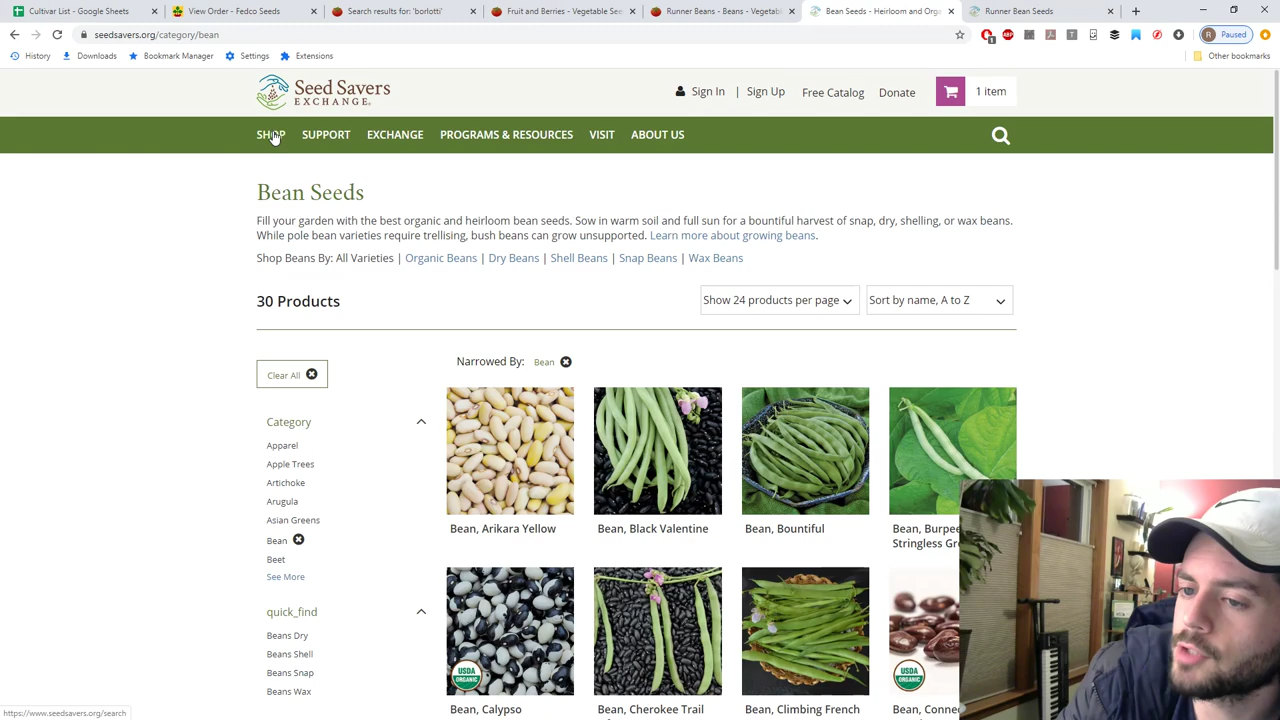 Cultivar List - Google Sheets
View Order - Fedco Seeds
Search results for: 'borlotti'
Fruit and Berries - Vegetable See
Runner Beans - Beans - Vegetabl
Bean Seeds - Heirloom and Orga
Runner Bean Seeds
seedsavers.org/category/bean
Paused
History
Downloads
Bookmark Manager
Settings
Extensions
Other bookmarks
Seed Savers
EXCHANGE
Sign In | Sign Up Free Catalog Donate 1 item
SHOP SUPPORT EXCHANGE PROGRAMS & RESOURCES VISIT ABOUT US
Bean Seeds
Fill your garden with the best organic and heirloom bean seeds. Sow in warm soil and full sun for a bountiful harvest of snap, dry, shelling, or wax beans.
While pole bean varieties require trellising, bush beans can grow unsupported. Learn more about growing beans.
Shop Beans By: All Varieties | Organic Beans | Dry Beans | Shell Beans | Snap Beans | Wax Beans
30 Products
Show 24 products per page
Sort by name, A to Z
Clear All
Narrowed By: Bean
Category
Apparel
Apple Trees
Artichoke
Arugula
Asian Greens
Bean
Beet
See More
quick_find
Beans Dry
Beans Shell
Beans Snap
Beans Wax
Bean, Arikara Yellow
Bean, Black Valentine
Bean, Bountiful
Bean, Burpee
Stringless Gr
USDA
ORGANIC
USDA
ORGANIC
Bean, Calypso
Bean, Cherokee Trail
Bean, Climbing French
Bean, Conne
https://www.seedsavers.org/search